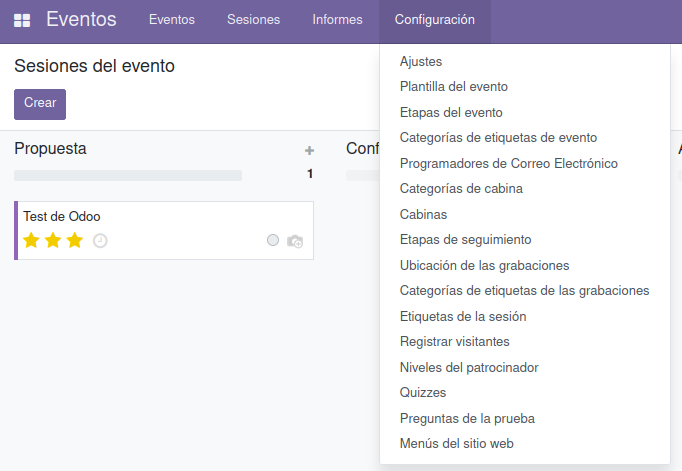 Eventos Eventos Sesiones Informes Configuración
Sesiones del evento
Crear
Propuesta
1
Test de Odoo
Conf
Ajustes
Plantilla del evento
Etapas del evento
Categorías de etiquetas de evento
Programadores de Correo Electrónico
Categorías de cabina
Cabinas
Etapas de seguimiento
Ubicación de las grabaciones
Categorías de etiquetas de las grabaciones
Etiquetas de la sesión
Registrar visitantes
Niveles del patrocinador
Quizzes
Preguntas de la prueba
Menús del sitio web